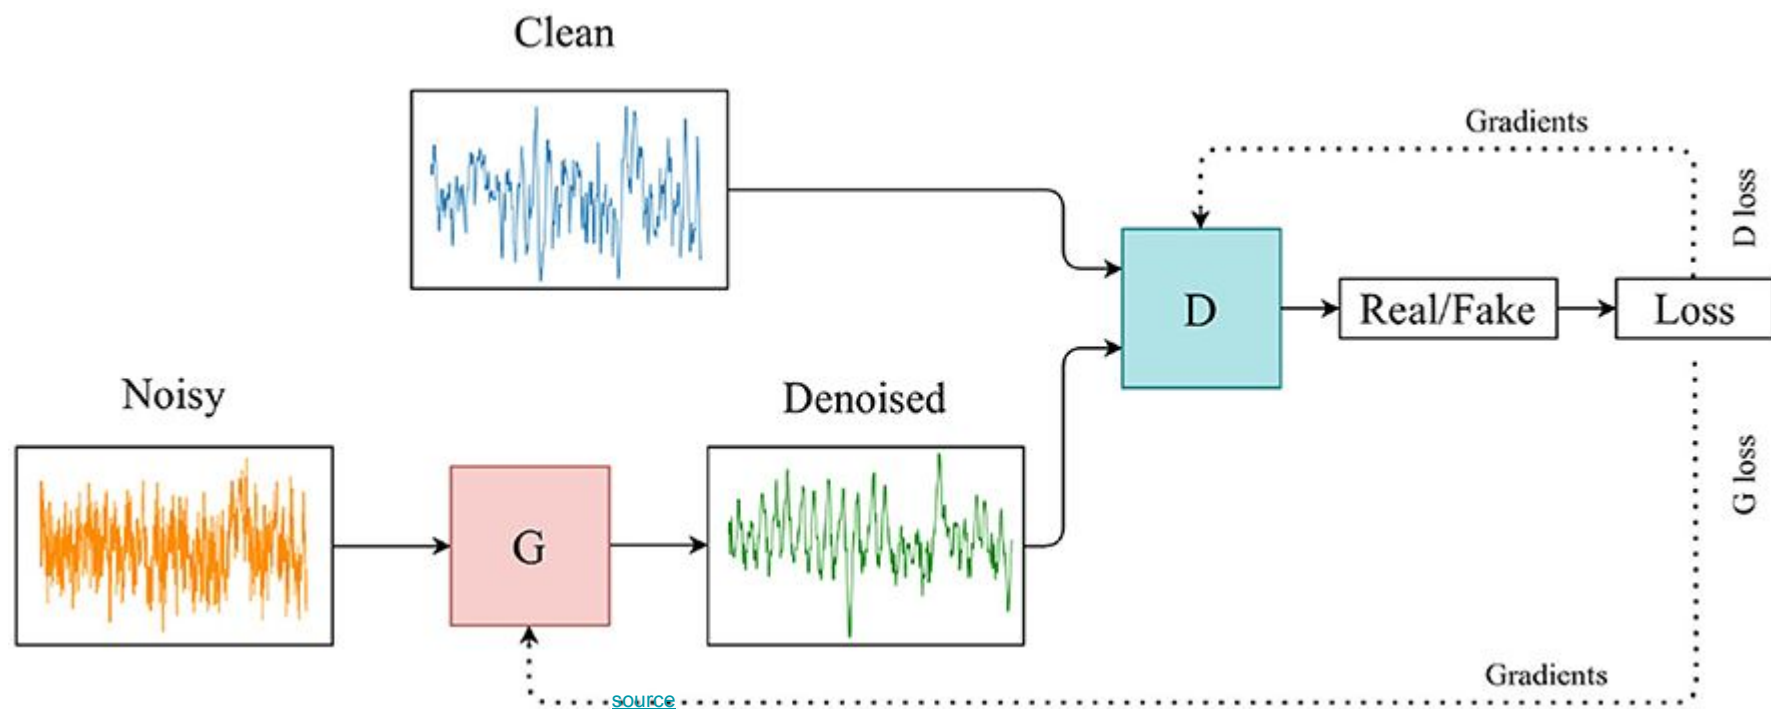 Clean
Gradients
D loss
D
Real/Fake
Loss
Noisy
Denoised
G loss
G
Gradients
source